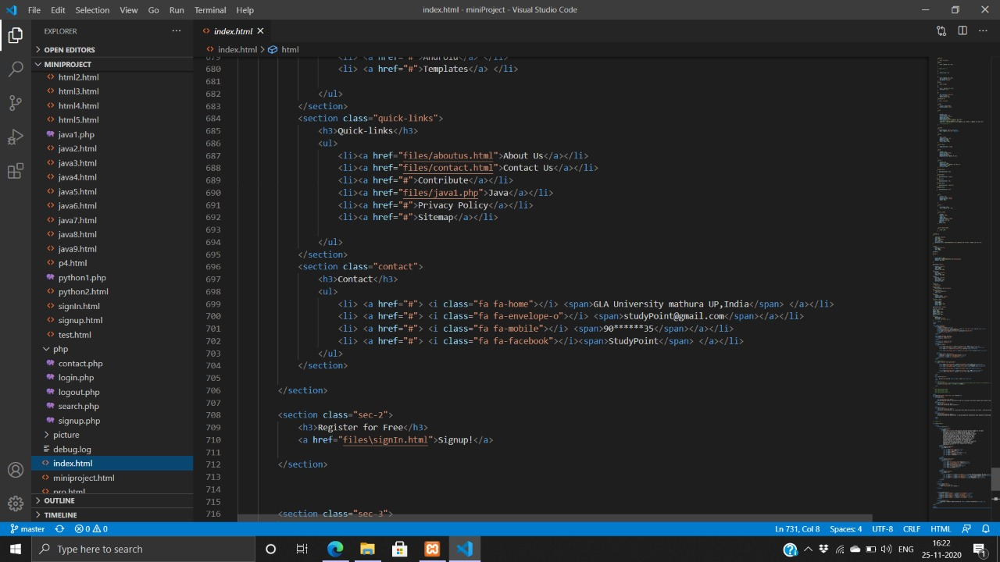 File Edit Selection View Go Run Terminal Help index.html - miniProject - Visual Studio Code
EXPLORER
OPEN EDITORS
MINIPROJECT
html2.html
html3.html
html4.html
html5.html
java1.php
java2.html
java3.html
java4.html
java5.html
java6.html
java7.html
java8.html
java9.html
p4.html
python1.php
python2.html
signIn.html
signup.html
test.html
php
contact.php
login.php
logout.php
search.php
signup.php
picture
debug.log
index.html
miniproject.html
pro.html
OUTLINE
TIMELINE
index.html
index.html > html
679 <li> <a href="#">Android</a> </li>
680 <li> <a href="#">Templates</a> </li>
681
682 </ul>
683 </section>
684 <section class="quick-links">
685 <h3>Quick-links<h3>
686 <ul>
687 <li><a href="files/aboutus.html">About Us</a></li>
688 <li><a href="files/contact.html">Contact Us</a></li>
689 <li><a href="#">Contribute</a></li>
690 <li><a href="files/java1.php">Java</a></li>
691 <li><a href="#">Privacy Policy</a></li>
692 <li><a href="#">Sitemap</a></li>
693
694 </ul>
695 </section>
696 <section class="contact">
697 <h3>Contact</h3>
698 <ul>
699 <li> <a href="#"> <i class="fa fa-home"></i> <span>GLA University mathura UP,India</span> </a></li>
700 <li> <a href="#"> <i class="fa fa-envelope-o"></i> <span>studyPoint@gmail.com</span></a></li>
701 <li> <a href="#"> <i class="fa fa-mobile"></i> <span>90******35</span></a></li>
702 <li> <a href="#"> <i class="fa fa-facebook"></i><span>StudyPoint</span> </a></li>
703 </ul>
704 </section>
705
706 </section>
707
708 <section class="sec-2">
709 <h3>Register for Free</h3>
710 <a href="files\signIn.html">Signup!</a>
711
712 </section>
713
714
715
716 <section class="sec-3">
master 0 0 Ln 731, Col 8 Spaces: 4 UTF-8 CRLF HTML
Type here to search
ENG
16:22
25-11-2020
1